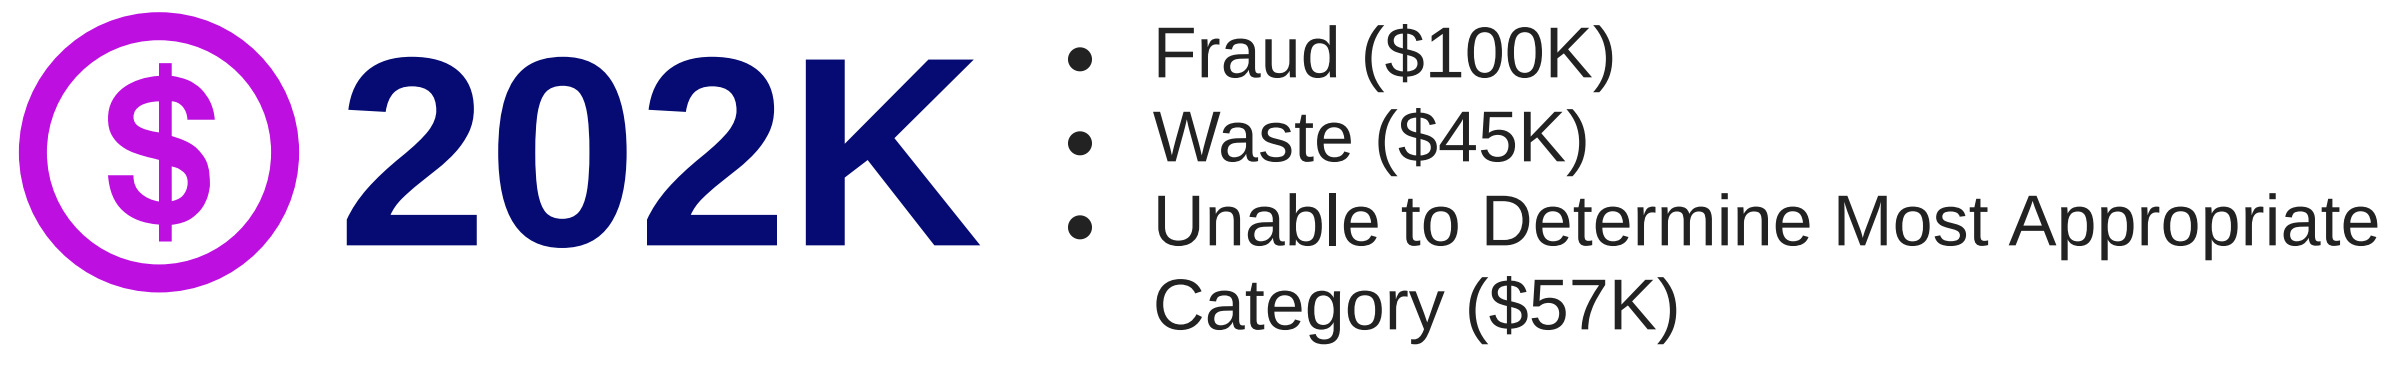 $ 202K
• Fraud ($100K)
• Waste ($45K)
• Unable to Determine Most Appropriate
Category ($57K)